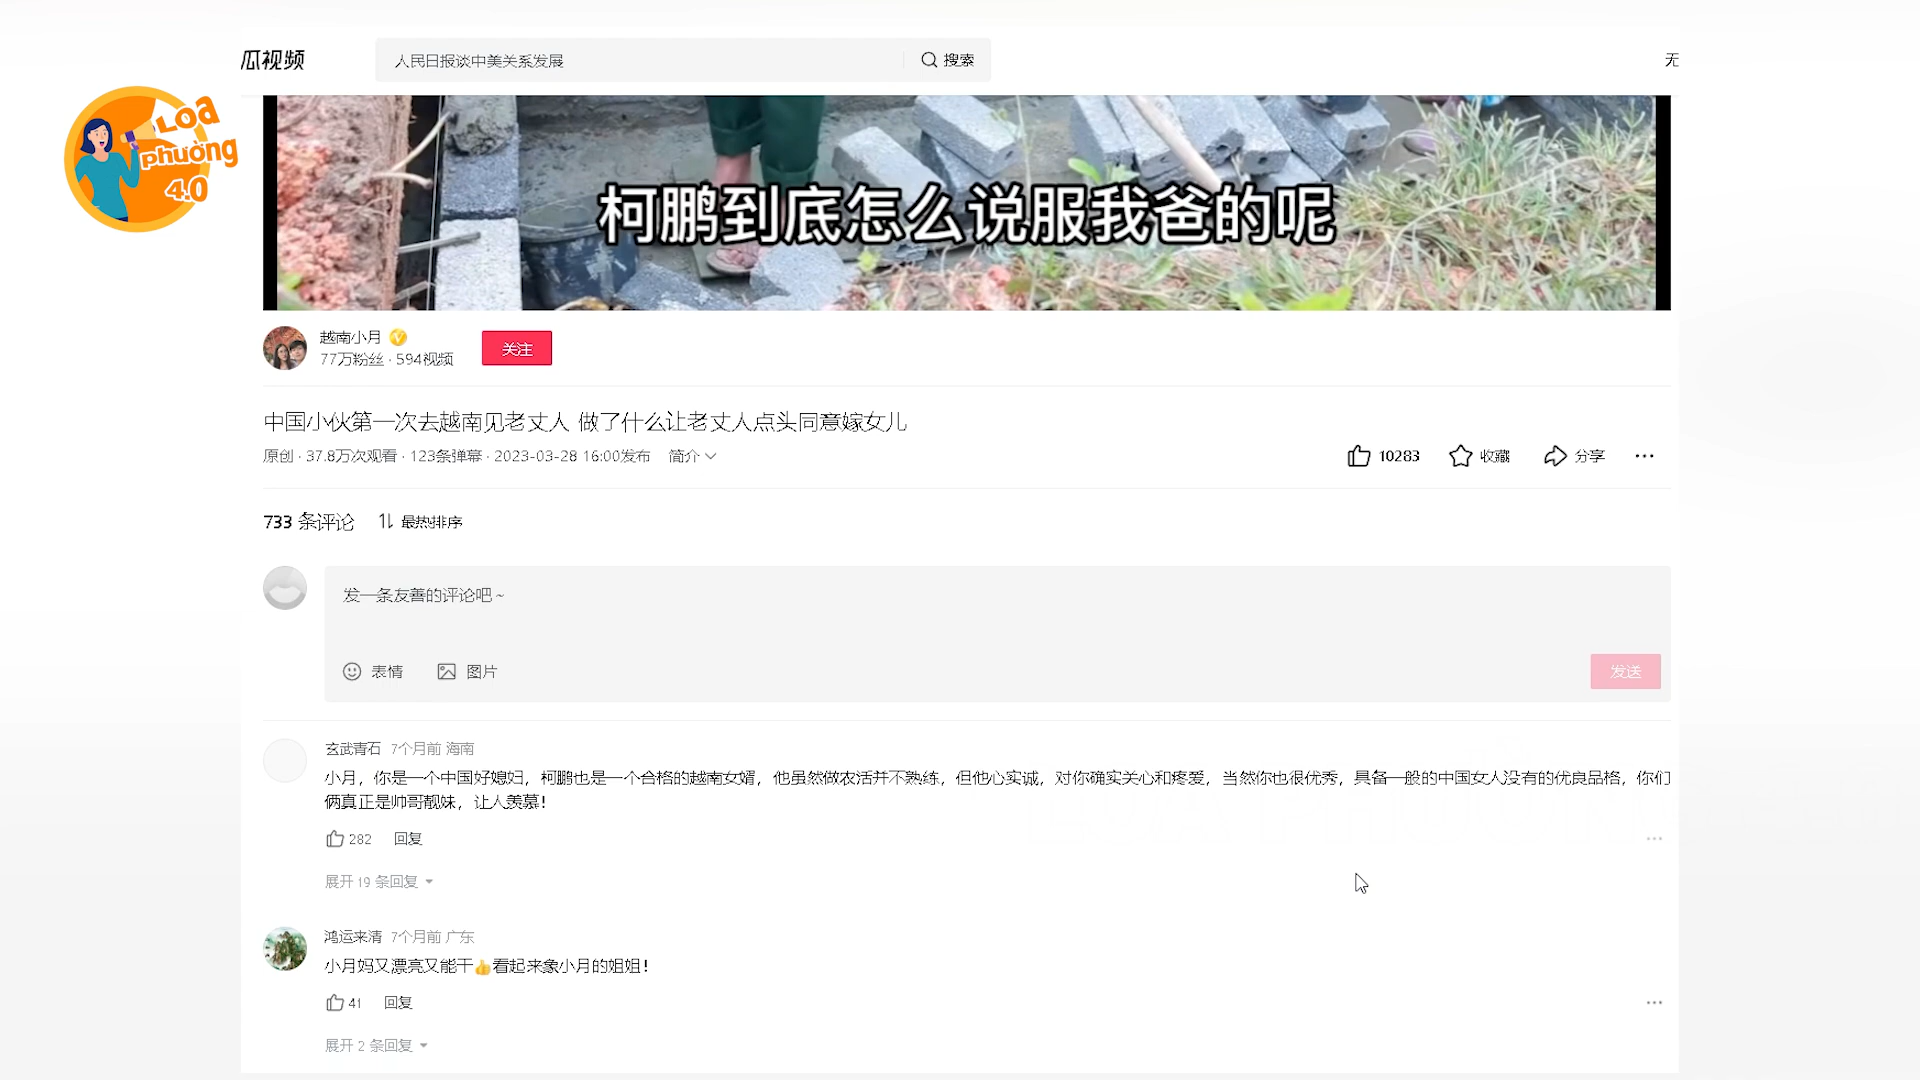 瓜视频
人民日报谈中美关系发展
搜索
无
Loa
phường
4.0
柯鹏到底怎么说服我爸的呢
越南小月
77万粉丝 · 594视频
关注
中国小伙第一次去越南见老丈人 做了什么让老丈人点头同意嫁女儿
原创 · 37.8万次观看 · 123条弹幕 · 2023-03-28 16:00发布 简介
10283 收藏 分享
733 条评论 最热排序
发一条友善的评论吧 ~
表情 图片
发送
玄武青石 7个月前 海南
小月，你是一个中国好媳妇，柯鹏也是一个合格的越南女婿，他虽然做农活并不熟练，但他心实诚，对你确实关心和疼爱，当然你也很优秀，具备一般的中国女人没有的优良品格，你们
俩真正是帅哥靓妹，让人羡慕！
282 回复
展开 19 条回复
鸿运来清 7个月前 广东
小月妈又漂亮又能干👍看起来象小月的姐姐！
41 回复
展开 2 条回复